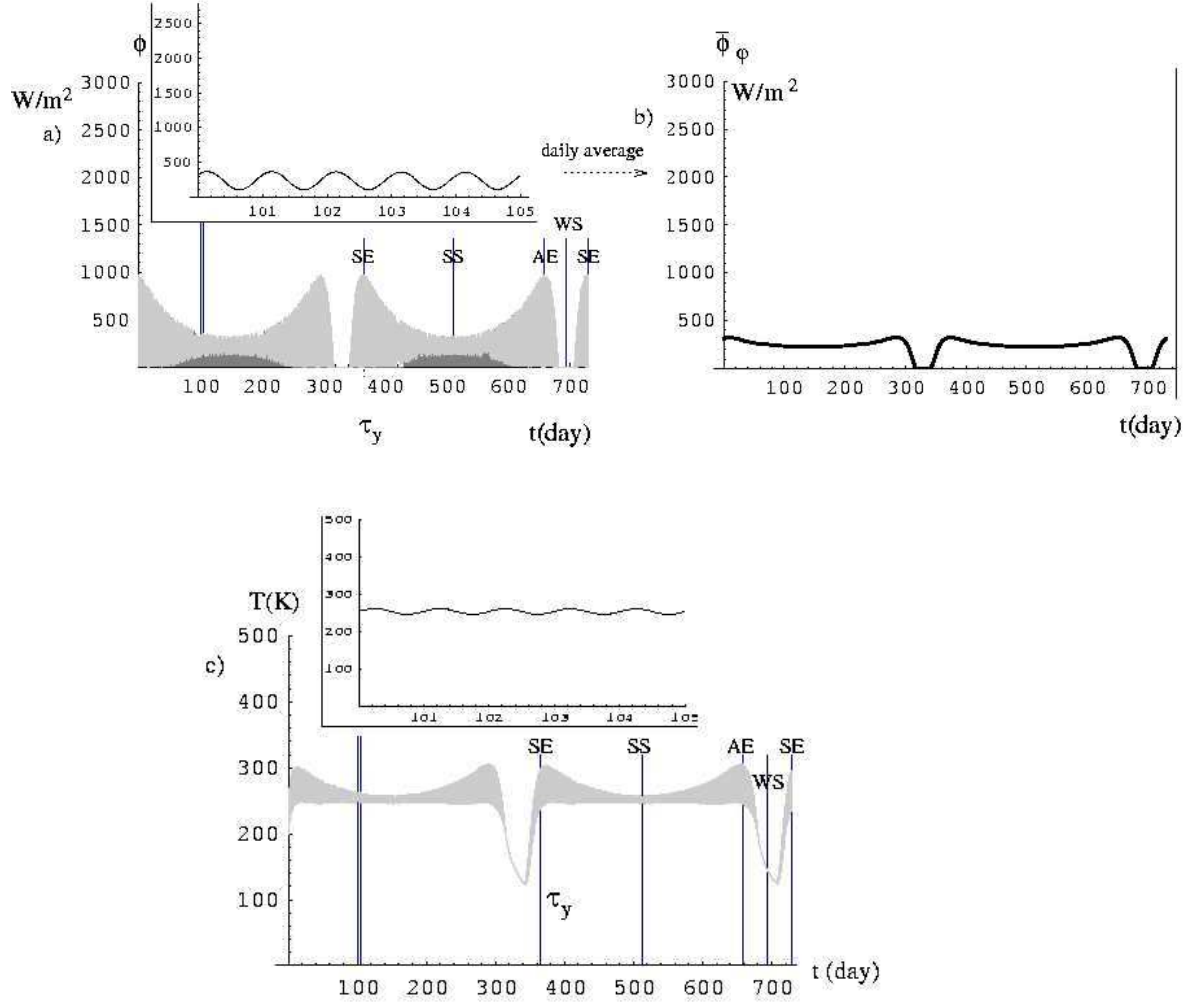 2500
2000
1500
1000
500
101 102 103 104 105
ϕ
W/m²
a)
3000
2500
2000
1500
1000
500
SE SS AE WS SE
100 200 300 400 500 600 700
τy t(day)
daily average
ϕ̄φ
W/m²
b)
3000
2500
2000
1500
1000
500
100 200 300 400 500 600 700
t(day)
500
400
300
200
100
101 102 103 104 105
T(K)
c)
500
400
300
200
100
SE SS AE WS SE
τy
100 200 300 400 500 600 700
t (day)